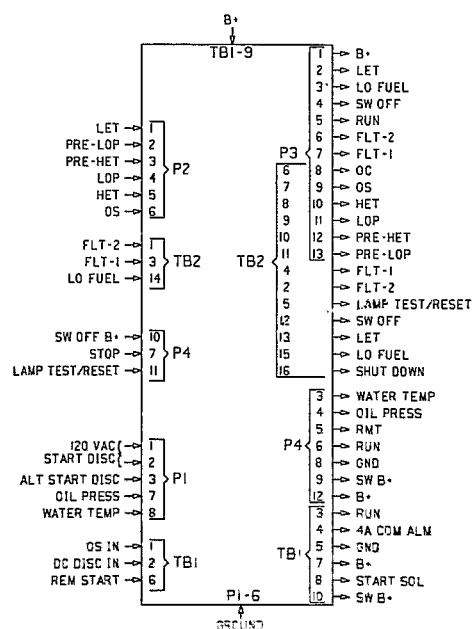 B+
TB1-9
LET 1
PRE-LOP 2
PRE-HET 3
LOP 4
HET 5
OS 6
P2
FLT-2 1
FLT-1 3
LO FUEL 14
TB2
SW OFF B+ 10
STOP 7
LAMP TEST/RESET 11
P4
120 VAC 1
START DISC 2
ALT START DISC 3
OIL PRESS 7
WATER TEMP 8
P1
OS IN 1
DC DISC IN 2
REM START 6
TB1
P3
1 B+
2 LET
3 LO FUEL
4 SW OFF
5 RUN
6 FLT-2
7 FLT-1
8 OC
9 OS
10 HET
11 LOP
12 PRE-HET
13 PRE-LOP
TB2
6
7
8
9
10
11
4 FLT-1
2 FLT-2
5 LAMP TEST/RESET
12 SW OFF
13 LET
15 LO FUEL
16 SHUT DOWN
P4
3 WATER TEMP
4 OIL PRESS
5 RMT
6 RUN
8 GND
9 SW B+
12 B+
TB1
3 RUN
4 4A COM ALM
5 GND
7 B+
8 START SOL
10 SW B+
P1-6
GROUND